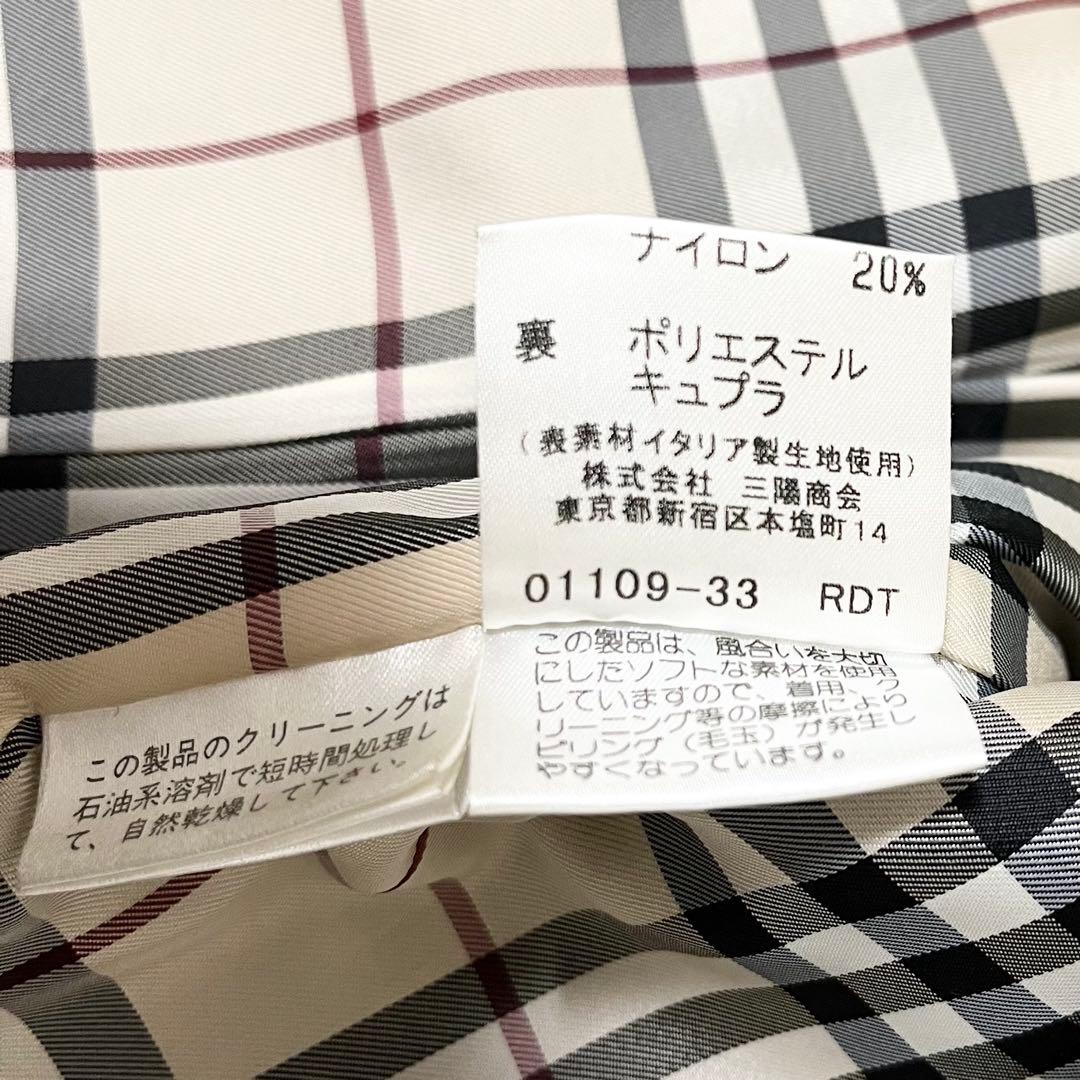 ナイロン 20%
裏 ポリエステル
キュプラ
(表素材イタリア製生地使用)
株式会社 三陽商会
東京都新宿区本塩町14
01109-33 RDT
この製品は、風合いを大切
にしたソフトな素材を使用
していますので、着用、ク
リーニング等の摩擦により
ピリング(毛玉)が発生し
やすくなっています。
この製品のクリーニングは
石油系溶剤で短時間処理し
て、自然乾燥して下さい。